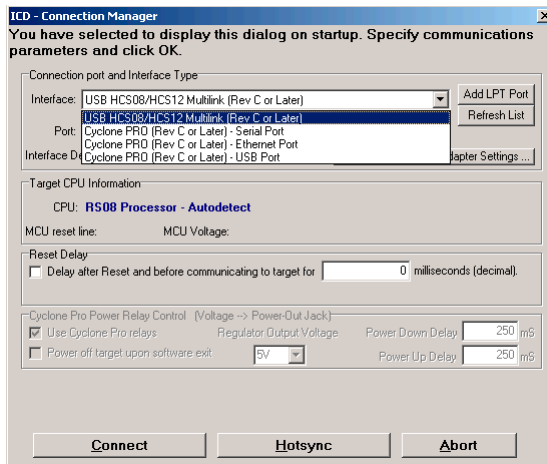 ICD - Connection Manager
You have selected to display this dialog on startup. Specify communications
parameters and click OK.
Connection port and Interface Type
Interface: USB HCS08/HCS12 Multilink (Rev C or Later)
Add LPT Port
USB HCS08/HCS12 Multilink (Rev C or Later)
Refresh List
Port: Cyclone PRO (Rev C or Later) - Serial Port
Cyclone PRO (Rev C or Later) - Ethernet Port
Interface De
Cyclone PRO (Rev C or Later) - USB Port
dapter Settings ...
Target CPU Information
CPU: RS08 Processor - Autodetect
MCU reset line: MCU Voltage:
Reset Delay
Delay after Reset and before communicating to target for 0 milliseconds (decimal).
Cyclone Pro Power Relay Control (Voltage --> Power-Out Jack)
Use Cyclone Pro relays Regulator Output Voltage Power Down Delay 250 mS
Power off target upon software exit 5V Power Up Delay 250 mS
Connect Hotsync Abort